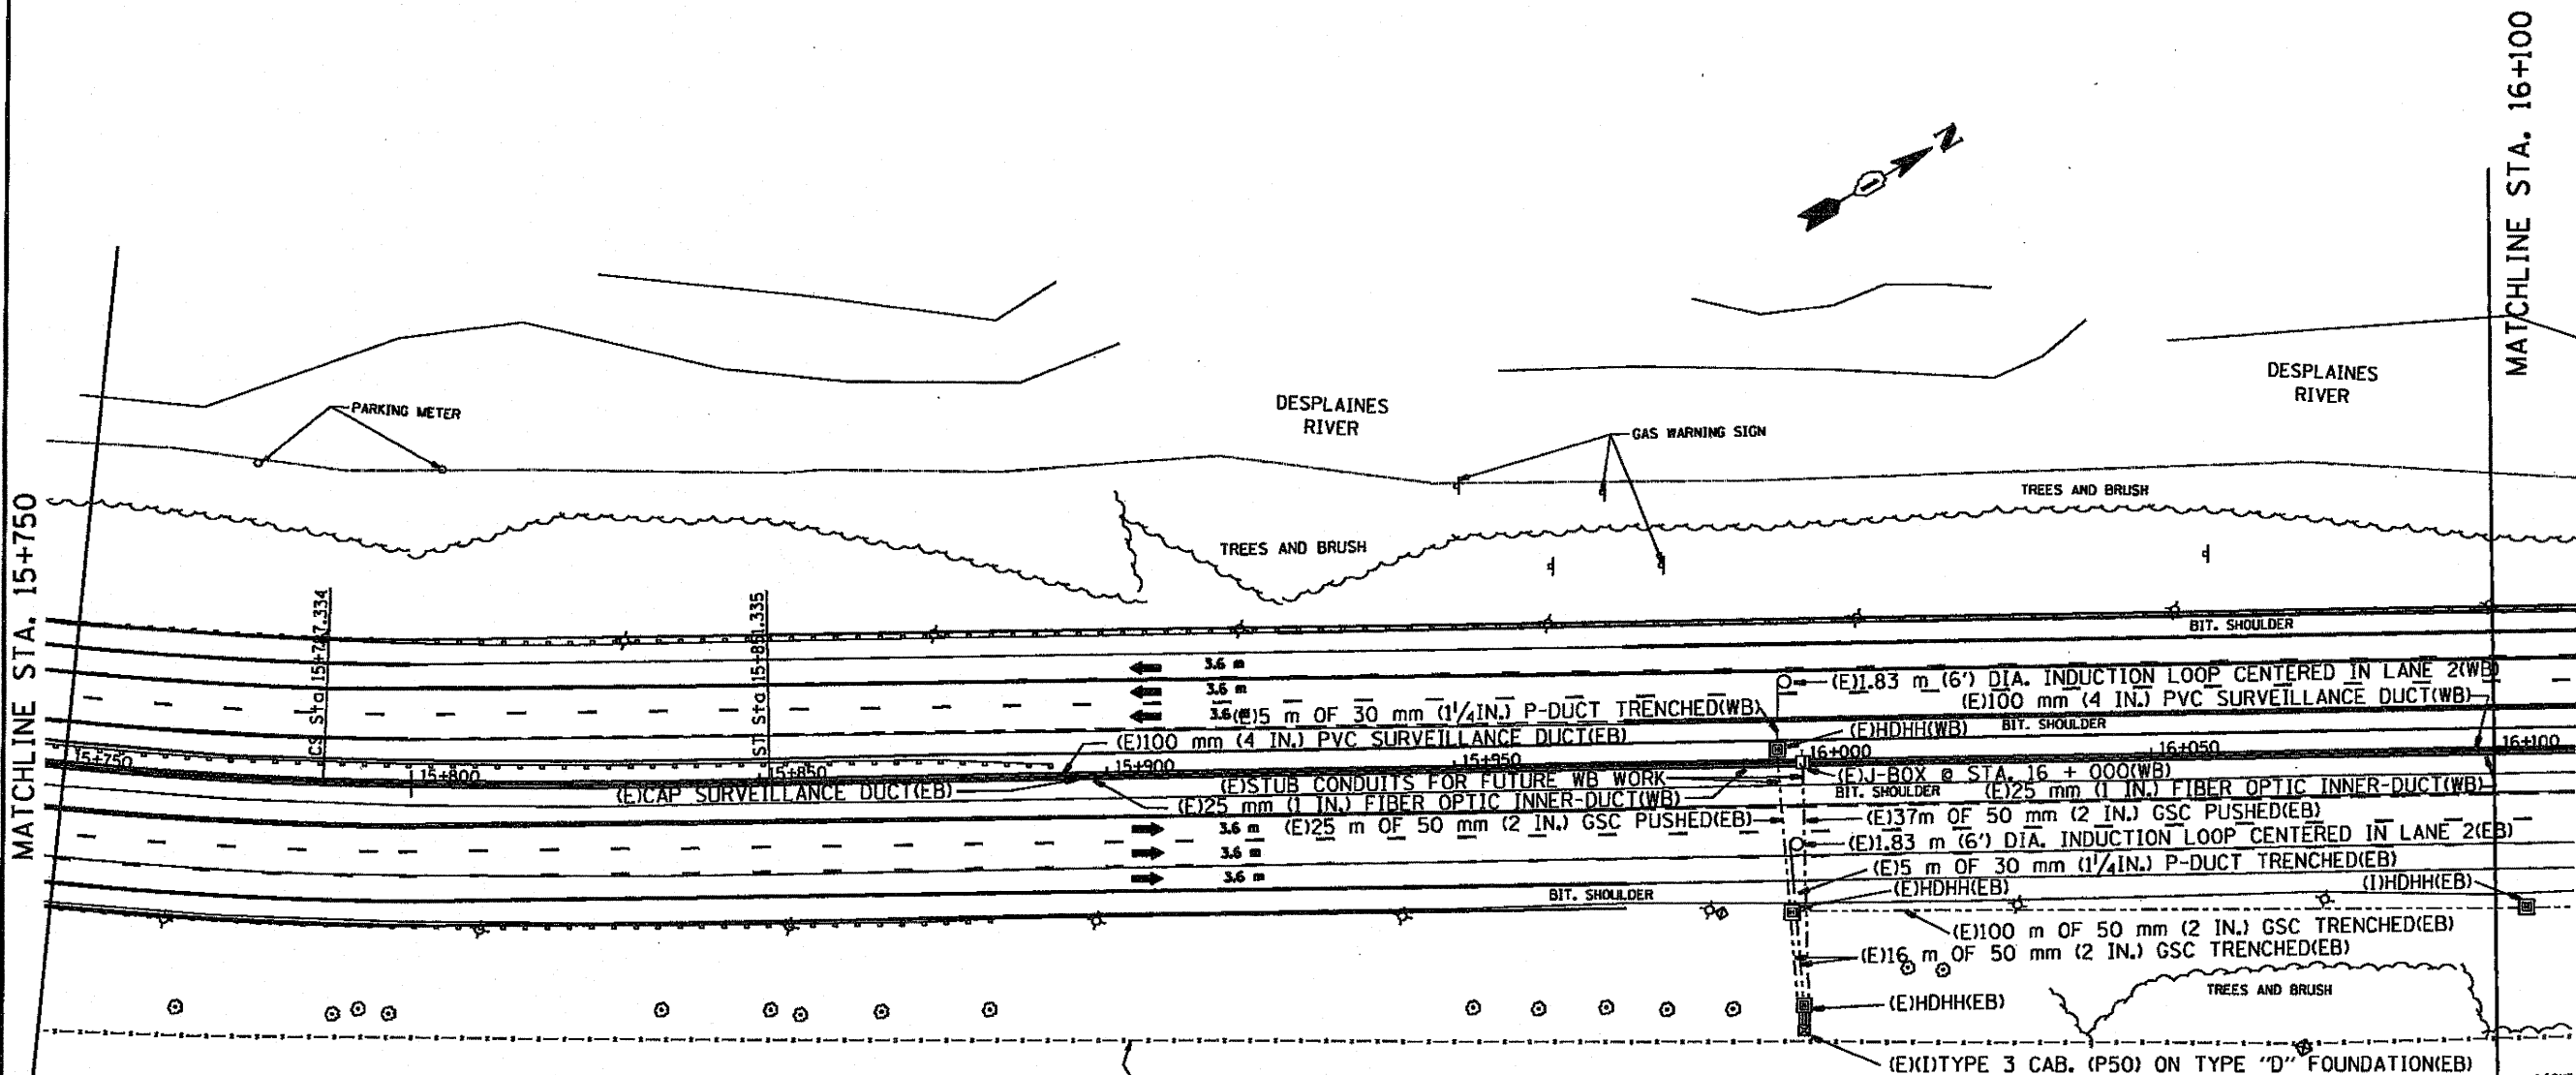 MATCHLINE STA. 16+100
N
DESPLAINES
RIVER
PARKING METER
DESPLAINES
RIVER
GAS WARNING SIGN
TREES AND BRUSH
MATCHLINE STA. 15+750
TREES AND BRUSH
CS Sta 15+787.334
ST Sta 15+851.335
BIT. SHOULDER
3.6 m
(E)1.83 m (6') DIA. INDUCTION LOOP CENTERED IN LANE 2(WB)
3.6 m
(E)100 mm (4 IN.) PVC SURVEILLANCE DUCT(WB)
3.6
(E)5 m OF 30 mm (1¼IN.) P-DUCT TRENCHED(WB)
(E)HDHH(WB)
BIT. SHOULDER
(E)100 mm (4 IN.) PVC SURVEILLANCE DUCT(EB)
15+750
15+800
15+850
15+900
15+950
16+000
16+050
16+100
(E)J-BOX @ STA. 16 + 000(WB)
(E)STUB CONDUITS FOR FUTURE WB WORK
(E)CAP SURVEILLANCE DUCT(EB)
BIT. SHOULDER
(E)25 mm (1 IN.) FIBER OPTIC INNER-DUCT(WB)
(E)25 mm (1 IN.) FIBER OPTIC INNER-DUCT(WB)
(E)37m OF 50 mm (2 IN.) GSC PUSHED(EB)
3.6 m
(E)25 m OF 50 mm (2 IN.) GSC PUSHED(EB)
(E)1.83 m (6') DIA. INDUCTION LOOP CENTERED IN LANE 2(EB)
3.6 m
(E)5 m OF 30 mm (1¼IN.) P-DUCT TRENCHED(EB)
3.6 m
(E)HDHH(EB)
(I)HDHH(EB)
BIT. SHOULDER
(E)100 m OF 50 mm (2 IN.) GSC TRENCHED(EB)
(E)16 m OF 50 mm (2 IN.) GSC TRENCHED(EB)
TREES AND BRUSH
(E)HDHH(EB)
(E)(I)TYPE 3 CAB. (P50) ON TYPE "D" FOUNDATION(EB)